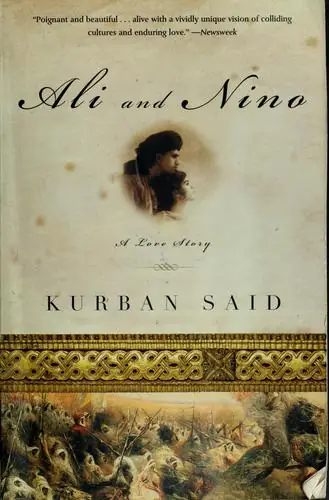 "Poignant and beautiful . . . alive with a vividly unique vision of colliding
cultures and enduring love." —Newsweek
Ali and Nino
A Love Story
KURBAN SAID